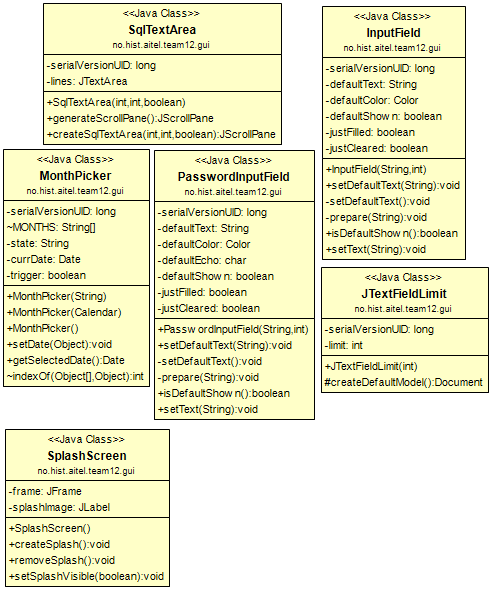 <<Java Class>>
SqlTextArea
no.hist.aitel.team12.gui
-serialVersionUID: long
-lines: JTextArea
+SqlTextArea(int,int,boolean)
+generateScrollPane():JScrollPane
+createSqlTextArea(int,int,boolean):JScrollPane
<<Java Class>>
InputField
no.hist.aitel.team12.gui
-serialVersionUID: long
-defaultText: String
-defaultColor: Color
-defaultShown: boolean
-justFilled: boolean
-justCleared: boolean
+InputField(String,int)
+setDefaultText(String):void
-setDefaultText():void
-prepare(String):void
+isDefaultShown():boolean
+setText(String):void
<<Java Class>>
MonthPicker
no.hist.aitel.team12.gui
-serialVersionUID: long
~MONTHS: String[]
-state: String
-currDate: Date
-trigger: boolean
+MonthPicker(String)
+MonthPicker(Calendar)
+MonthPicker()
+setDate(Object):void
+getSelectedDate():Date
~indexOf(Object[],Object):int
<<Java Class>>
PasswordInputField
no.hist.aitel.team12.gui
-serialVersionUID: long
-defaultText: String
-defaultColor: Color
-defaultEcho: char
-defaultShown: boolean
-justFilled: boolean
-justCleared: boolean
+PasswordInputField(String,int)
+setDefaultText(String):void
-setDefaultText():void
-prepare(String):void
+isDefaultShown():boolean
+setText(String):void
<<Java Class>>
JTextFieldLimit
no.hist.aitel.team12.gui
-serialVersionUID: long
-limit: int
+JTextFieldLimit(int)
#createDefaultModel():Document
<<Java Class>>
SplashScreen
no.hist.aitel.team12.gui
-frame: JFrame
-splashImage: JLabel
+SplashScreen()
+createSplash():void
+removeSplash():void
+setSplashVisible(boolean):void